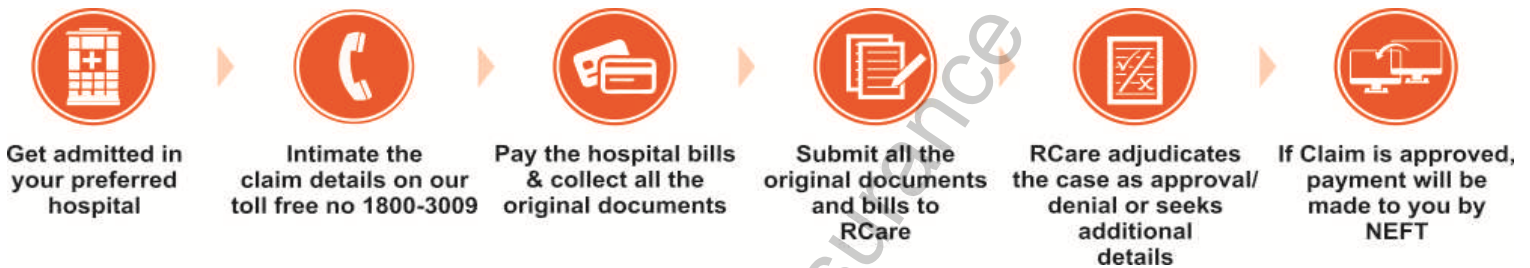 Get admitted in
your preferred
hospital
Intimate the
claim details on our
toll free no 1800-3009
Pay the hospital bills
& collect all the
original documents
Submit all the
original documents
and bills to
RCare
RCare adjudicates
the case as approval/
denial or seeks
additional
details
If Claim is approved,
payment will be
made to you by
NEFT